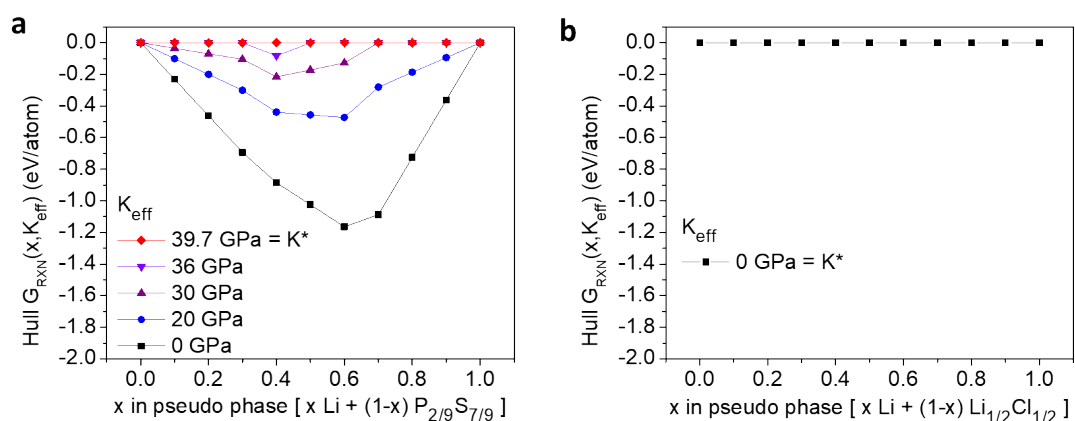 a
0.0
-0.2
-0.4
-0.6
-0.8
-1.0
-1.2
-1.4
-1.6
-1.8
-2.0
Hull G_RXN(x,K_eff) (eV/atom)
K_eff
39.7 GPa = K*
36 GPa
30 GPa
20 GPa
0 GPa
0.0 0.2 0.4 0.6 0.8 1.0
x in pseudo phase [ x Li + (1-x) P_2/9S_7/9 ]
b
0.0
-0.2
-0.4
-0.6
-0.8
-1.0
-1.2
-1.4
-1.6
-1.8
-2.0
Hull G_RXN(x,K_eff) (eV/atom)
K_eff
0 GPa = K*
0.0 0.2 0.4 0.6 0.8 1.0
x in pseudo phase [ x Li + (1-x) Li_1/2Cl_1/2 ]